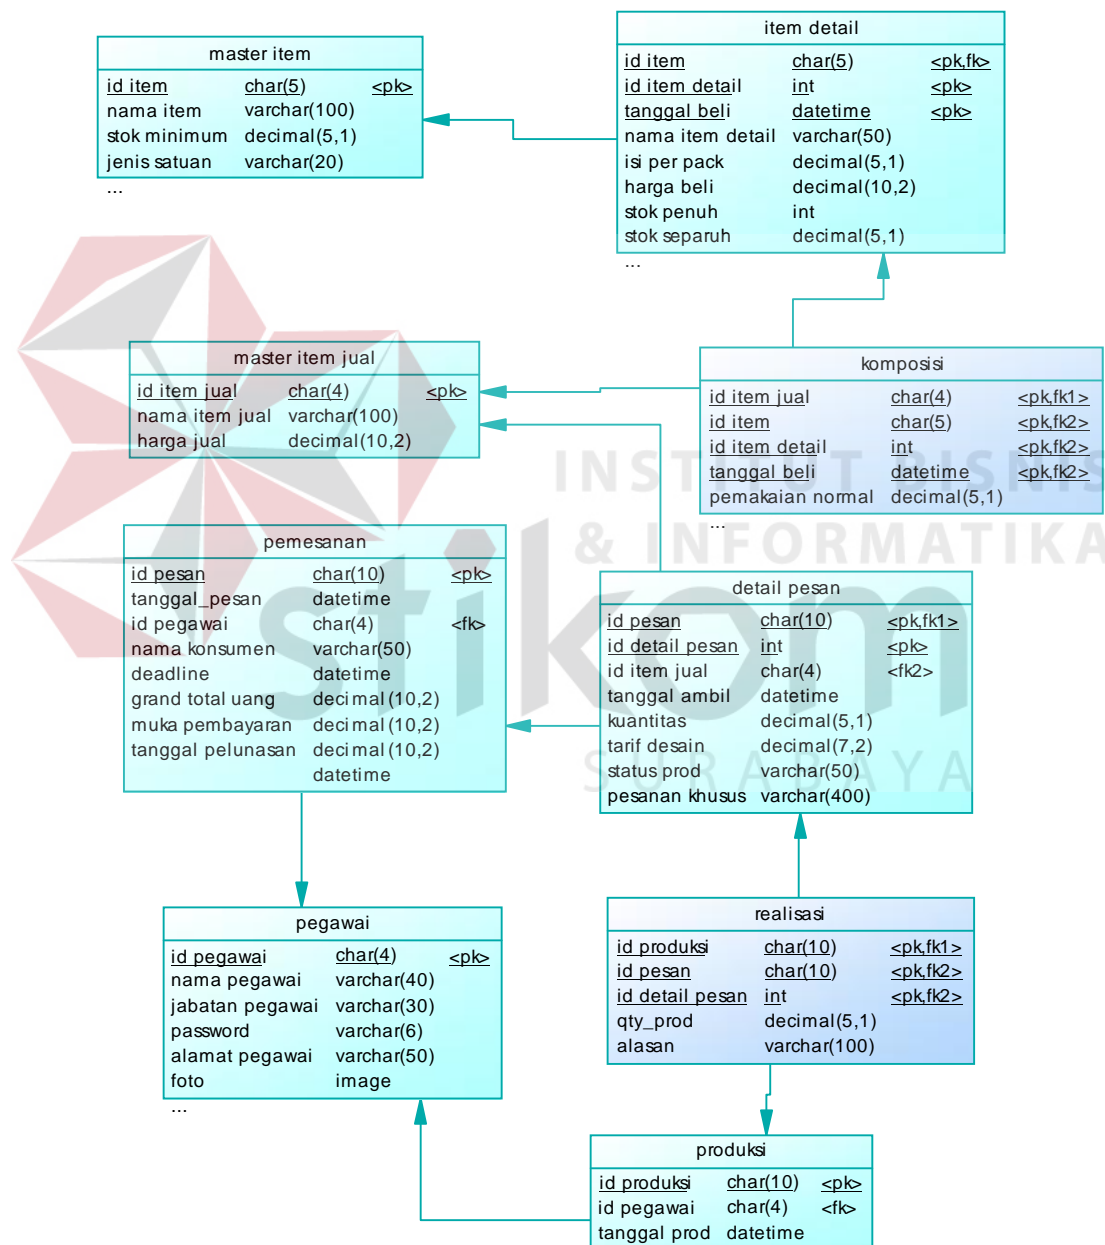 master item
id item char(5) <pk>
nama item varchar(100)
stok minimum decimal(5,1)
jenis satuan varchar(20)
...
item detail
id item char(5) <pk,fk>
id item detail int <pk>
tanggal beli datetime <pk>
nama item detail varchar(50)
isi per pack decimal(5,1)
harga beli decimal(10,2)
stok penuh int
stok separuh decimal(5,1)
...
master item jual
id item jual char(4) <pk>
nama item jual varchar(100)
harga jual decimal(10,2)
komposisi
id item jual char(4) <pk,fk1>
id item char(5) <pk,fk2>
id item detail int <pk,fk2>
tanggal beli datetime <pk,fk2>
pemakaian normal decimal(5,1)
...
INSTITUT BISNIS
& INFORMATIKA
stikom
SURABAYA
pemesanan
id pesan char(10) <pk>
tanggal_pesan datetime
id pegawai char(4) <fk>
nama konsumen varchar(50)
deadline datetime
grand total uang decimal(10,2)
muka pembayaran decimal(10,2)
tanggal pelunasan decimal(10,2)
datetime
detail pesan
id pesan char(10) <pk,fk1>
id detail pesan int <pk>
id item jual char(4) <fk2>
tanggal ambil datetime
kuantitas decimal(5,1)
tarif desain decimal(7,2)
status prod varchar(50)
pesanan khusus varchar(400)
pegawai
id pegawai char(4) <pk>
nama pegawai varchar(40)
jabatan pegawai varchar(30)
password varchar(6)
alamat pegawai varchar(50)
foto image
...
realisasi
id produksi char(10) <pk,fk1>
id pesan char(10) <pk,fk2>
id detail pesan int <pk,fk2>
qty_prod decimal(5,1)
alasan varchar(100)
produksi
id produksi char(10) <pk>
id pegawai char(4) <fk>
tanggal prod datetime